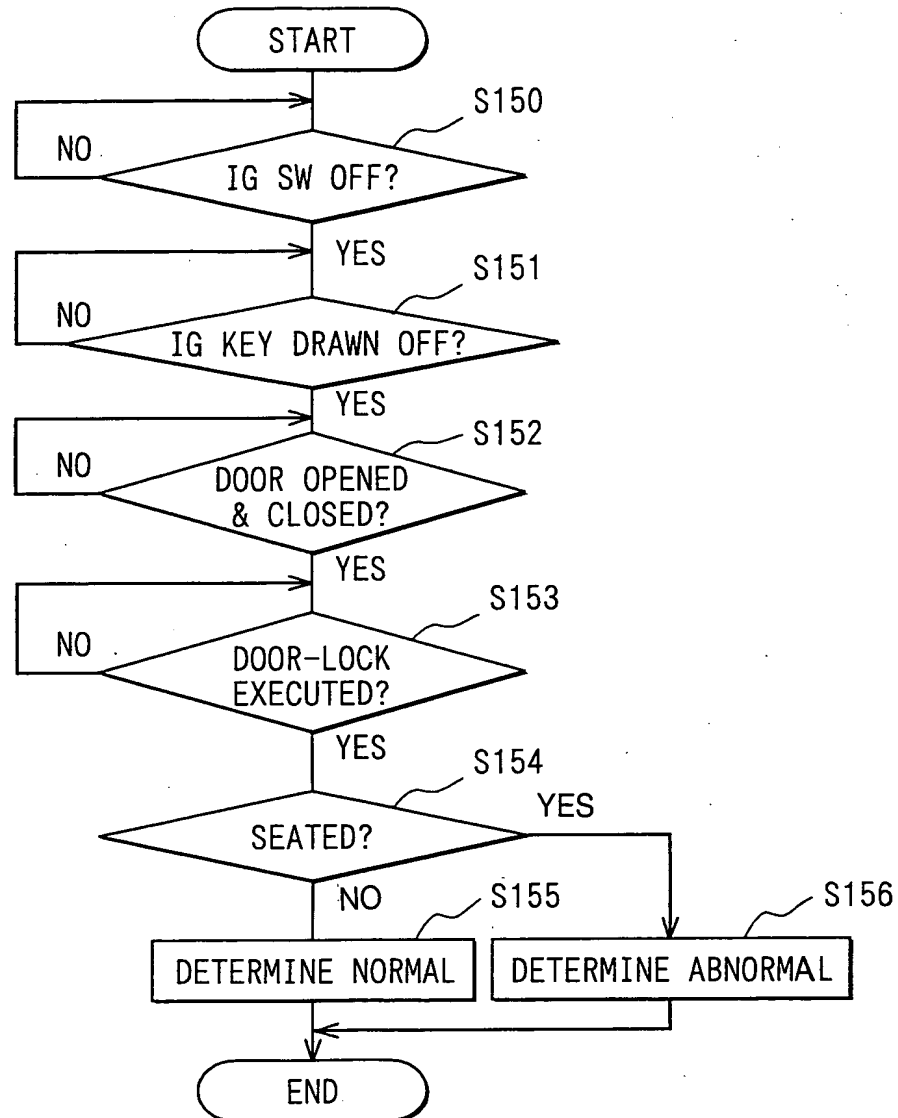 START
S150
NO
IG SW OFF?
YES
S151
NO
IG KEY DRAWN OFF?
YES
S152
NO
DOOR OPENED
& CLOSED?
YES
S153
NO
DOOR-LOCK
EXECUTED?
YES
S154
YES
SEATED?
NO
S155
S156
DETERMINE NORMAL
DETERMINE ABNORMAL
END